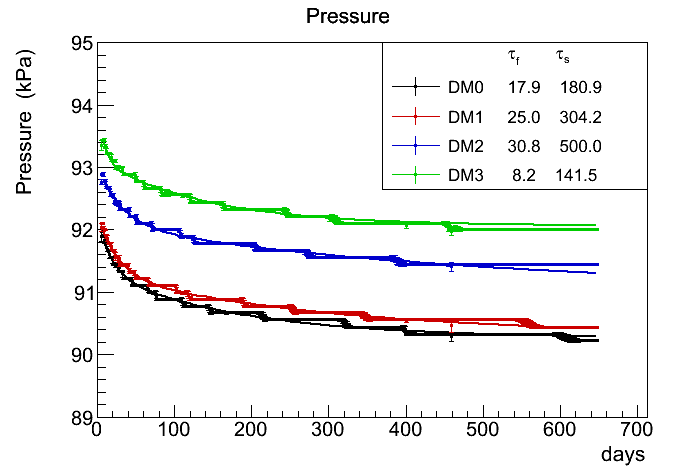 Pressure
Pressure (kPa)
95
94
93
92
91
90
89
τf τs
DM0 17.9 180.9
DM1 25.0 304.2
DM2 30.8 500.0
DM3 8.2 141.5
0 100 200 300 400 500 600 700
days